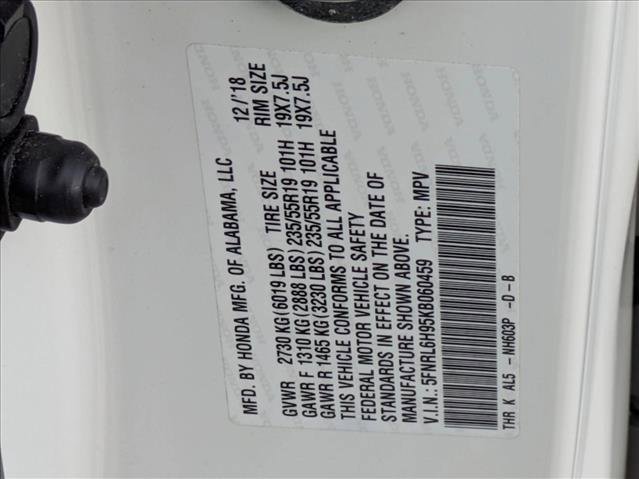 MFD. BY HONDA MFG. OF ALABAMA, LLC 12/'18
GVWR 2730 KG(6019 LBS) TIRE SIZE RIM SIZE
GAWR F 1310 KG(2888 LBS)235/55R19 101H 19X7.5J
GAWR R 1465 KG(3230 LBS)235/55R19 101H 19X7.5J
THIS VEHICLE CONFORMS TO ALL APPLICABLE
FEDERAL MOTOR VEHICLE SAFETY
STANDARDS IN EFFECT ON THE DATE OF
MANUFACTURE SHOWN ABOVE.
V.I.N.:5FNRL6H95KB060459 TYPE: MPV
THR K AL5 -NH603P -D-B